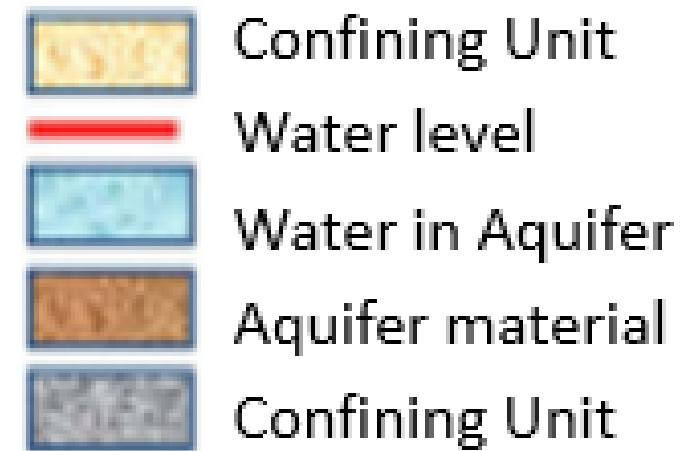 Confining Unit
Water level
Water in Aquifer
Aquifer material
Confining Unit